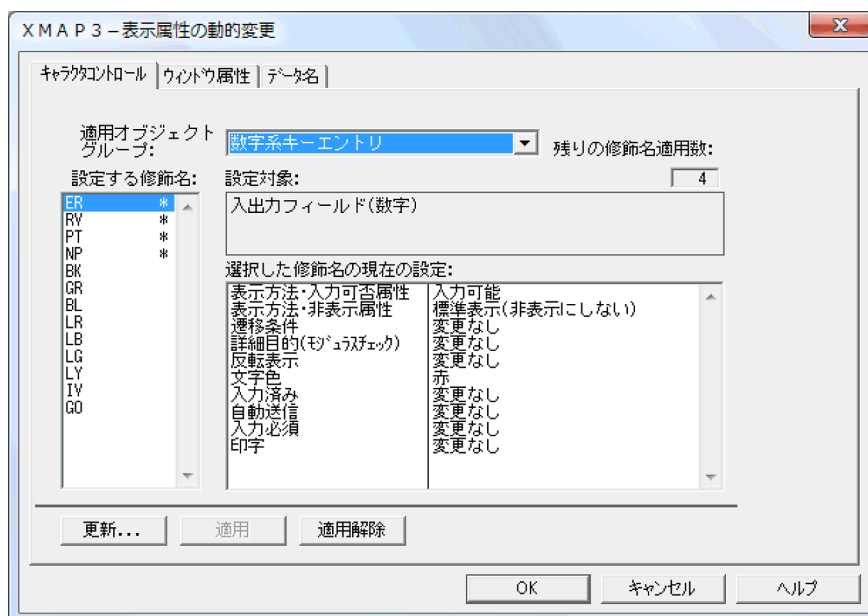 XMAP3－表示属性の動的変更
キャラクタコントロール ウィンドウ属性 データ名
適用オブジェクト
グループ:
数字系キーエントリ
残りの修飾名適用数:
4
設定する修飾名:
ER *
RV *
PT *
NP *
BK
GR
BL
LR
LB
LG
LY
IV
GO
設定対象:
入出力フィールド(数字)
選択した修飾名の現在の設定:
表示方法・入力可否属性 入力可能
表示方法・非表示属性 標準表示(非表示にしない)
遷移条件 変更なし
詳細目的(モジュラスチェック) 変更なし
反転表示 変更なし
文字色 赤
入力済み 変更なし
自動送信 変更なし
入力必須 変更なし
印字 変更なし
更新... 適用 適用解除
OK キャンセル ヘルプ